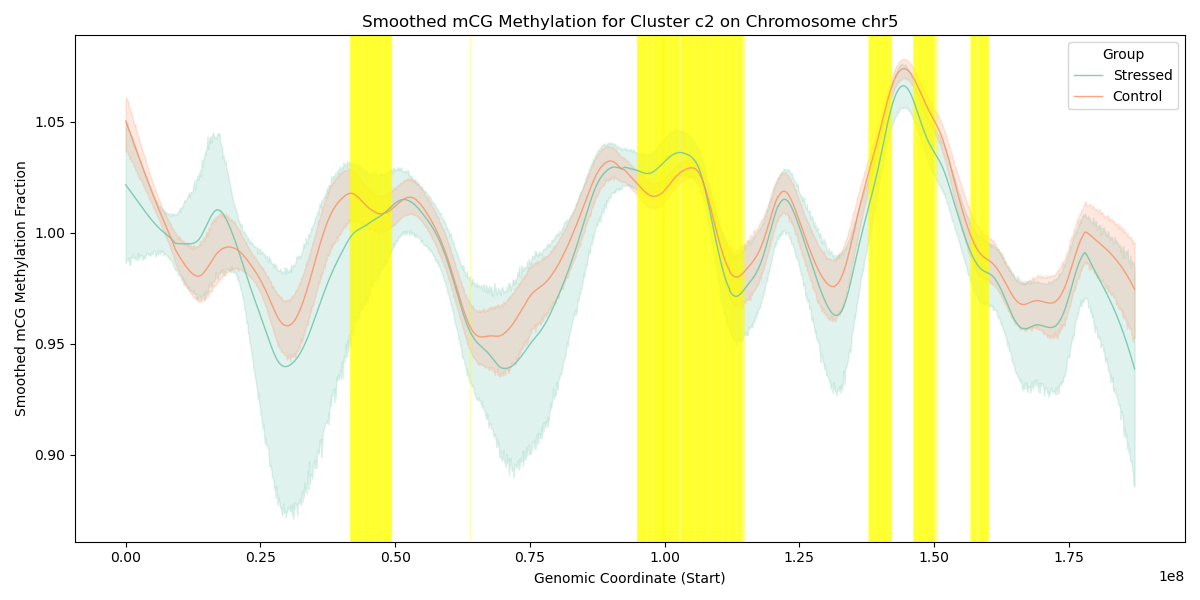 Smoothed mCG Methylation for Cluster c2 on Chromosome chr5
Group
Stressed
Control
Smoothed mCG Methylation Fraction
1.05
1.00
0.95
0.90
0.00
0.25
0.50
0.75
1.00
1.25
1.50
1.75
1e8
Genomic Coordinate (Start)